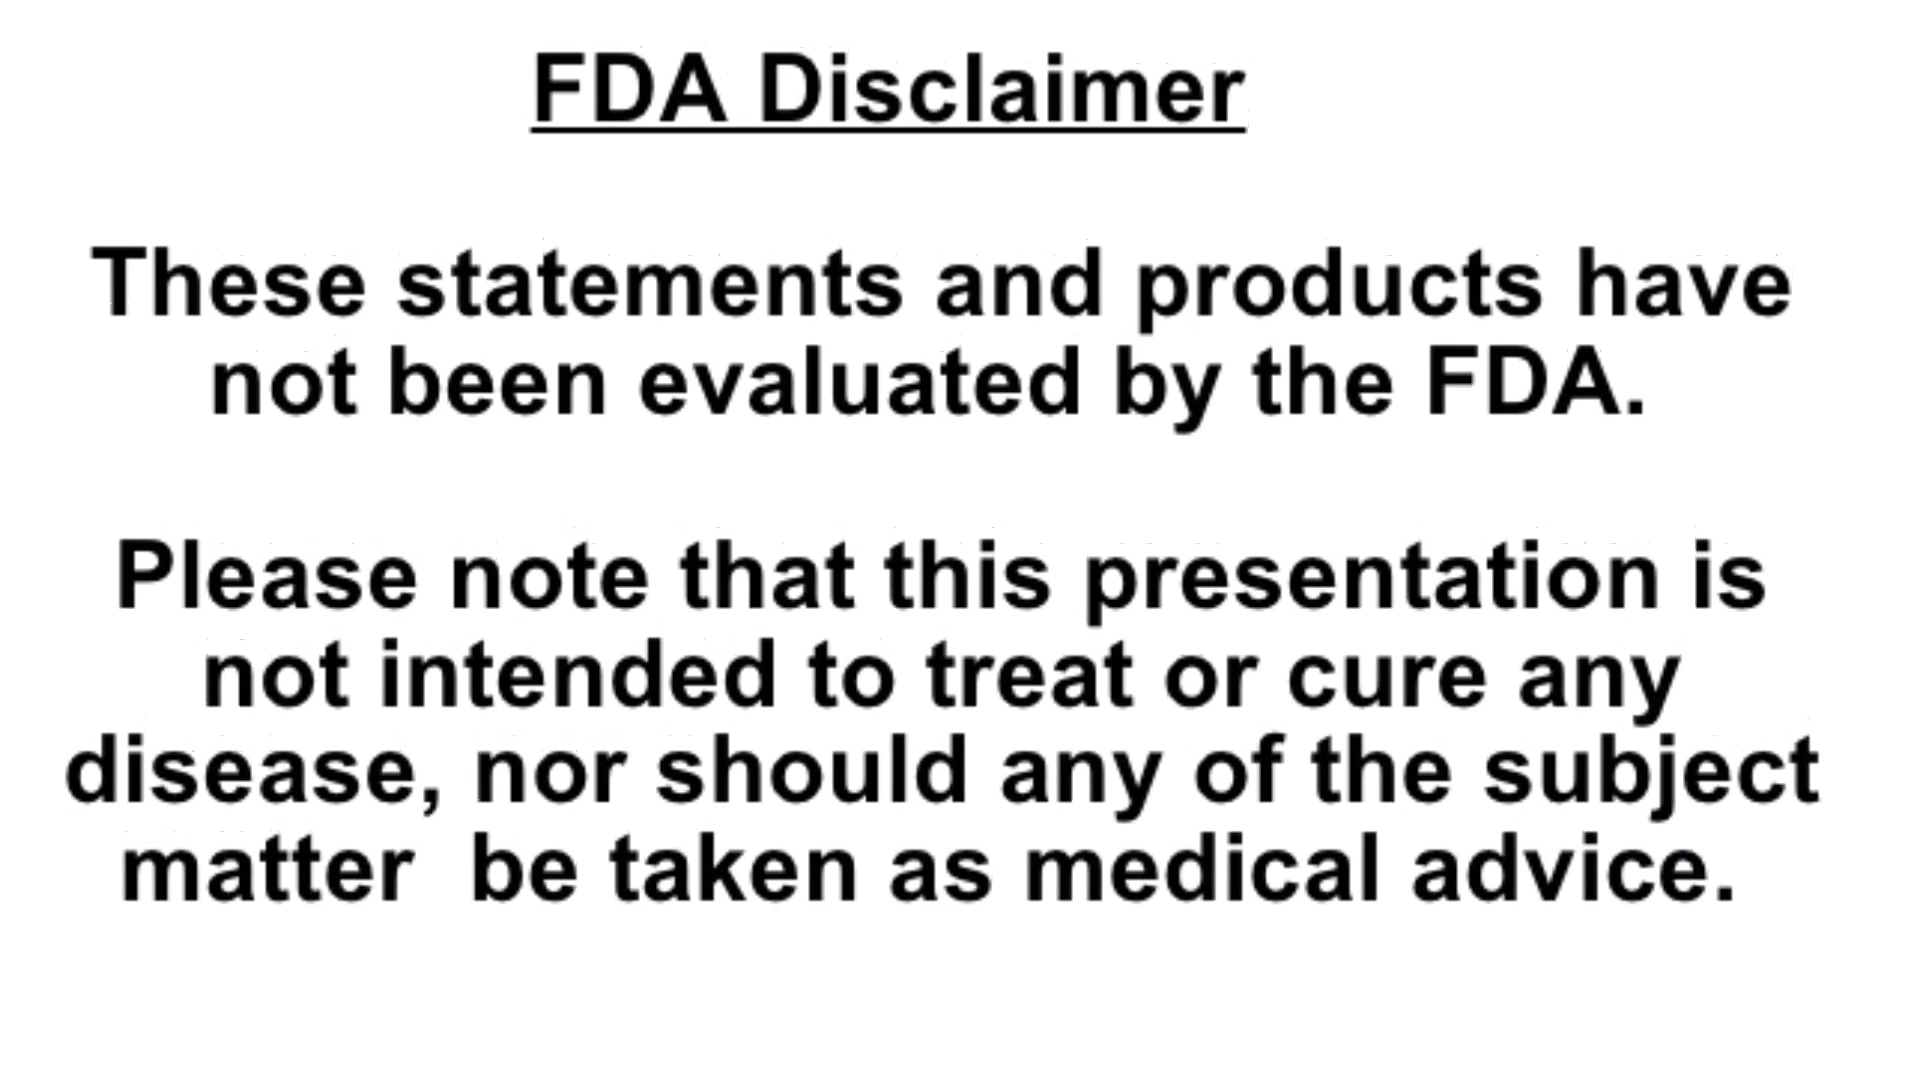 FDA Disclaimer
These statements and products have
not been evaluated by the FDA.
Please note that this presentation is
not intended to treat or cure any
disease, nor should any of the subject
matter  be taken as medical advice.